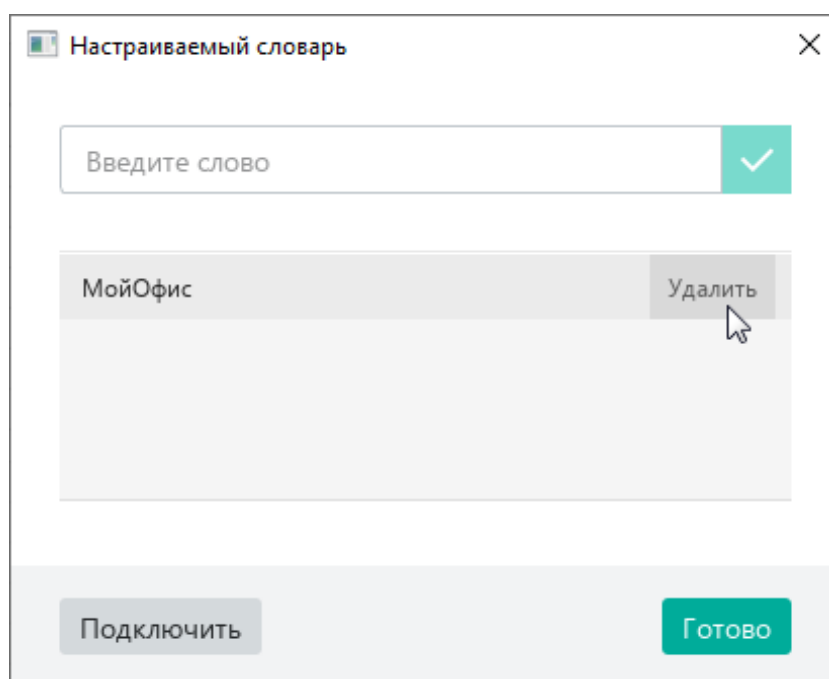 Настраиваемый словарь
Введите слово
МойОфис Удалить
Подключить Готово